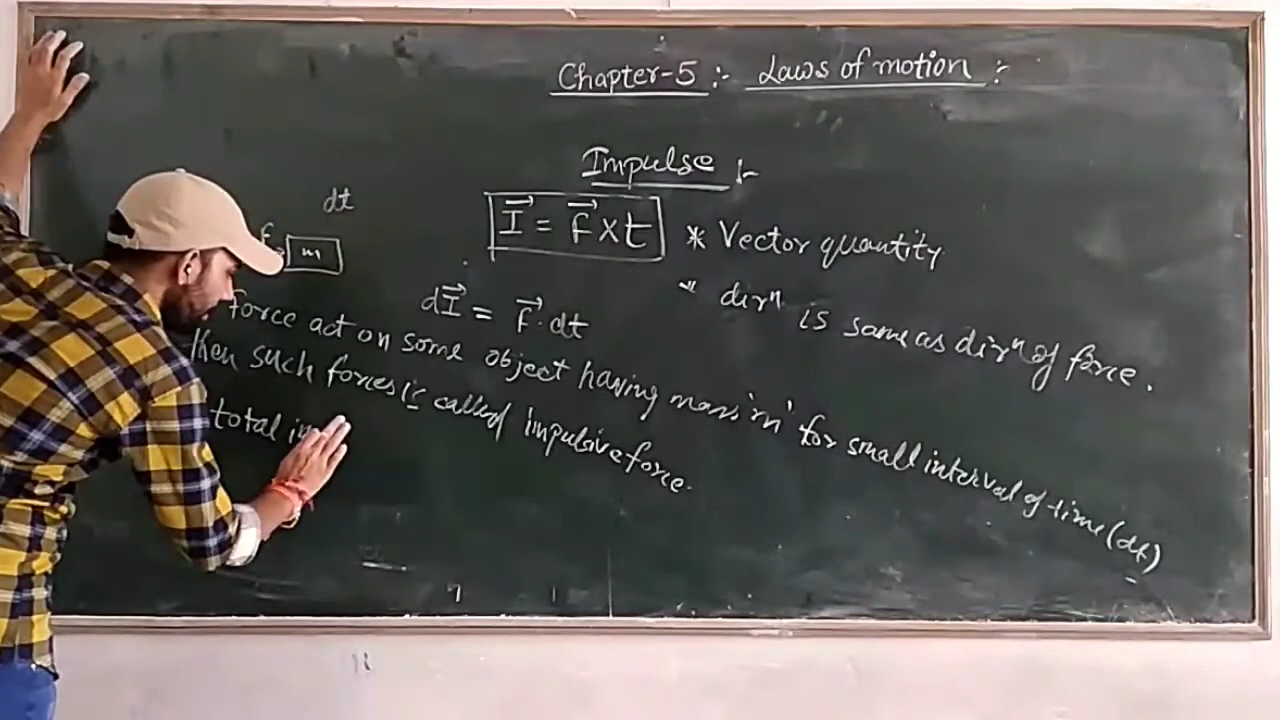 Chapter-5 :- Laws of motion :-
Impulse :-
dt
I⃗ = F⃗ x t * Vector quantity
F m
" dirⁿ is same as dirⁿ of force.
dI⃗ = F⃗ . dt
force act on some object having mass 'm' for small interval of time (dt)
then such forces is called impulsive force.
total